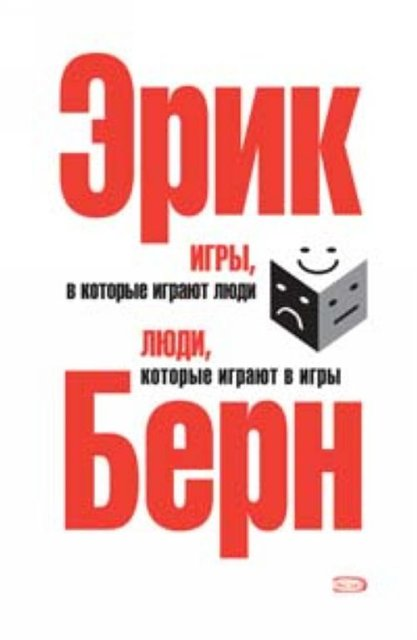 Эрик
ИГРЫ,
в которые играют люди
ЛЮДИ,
которые играют в игры
Берн